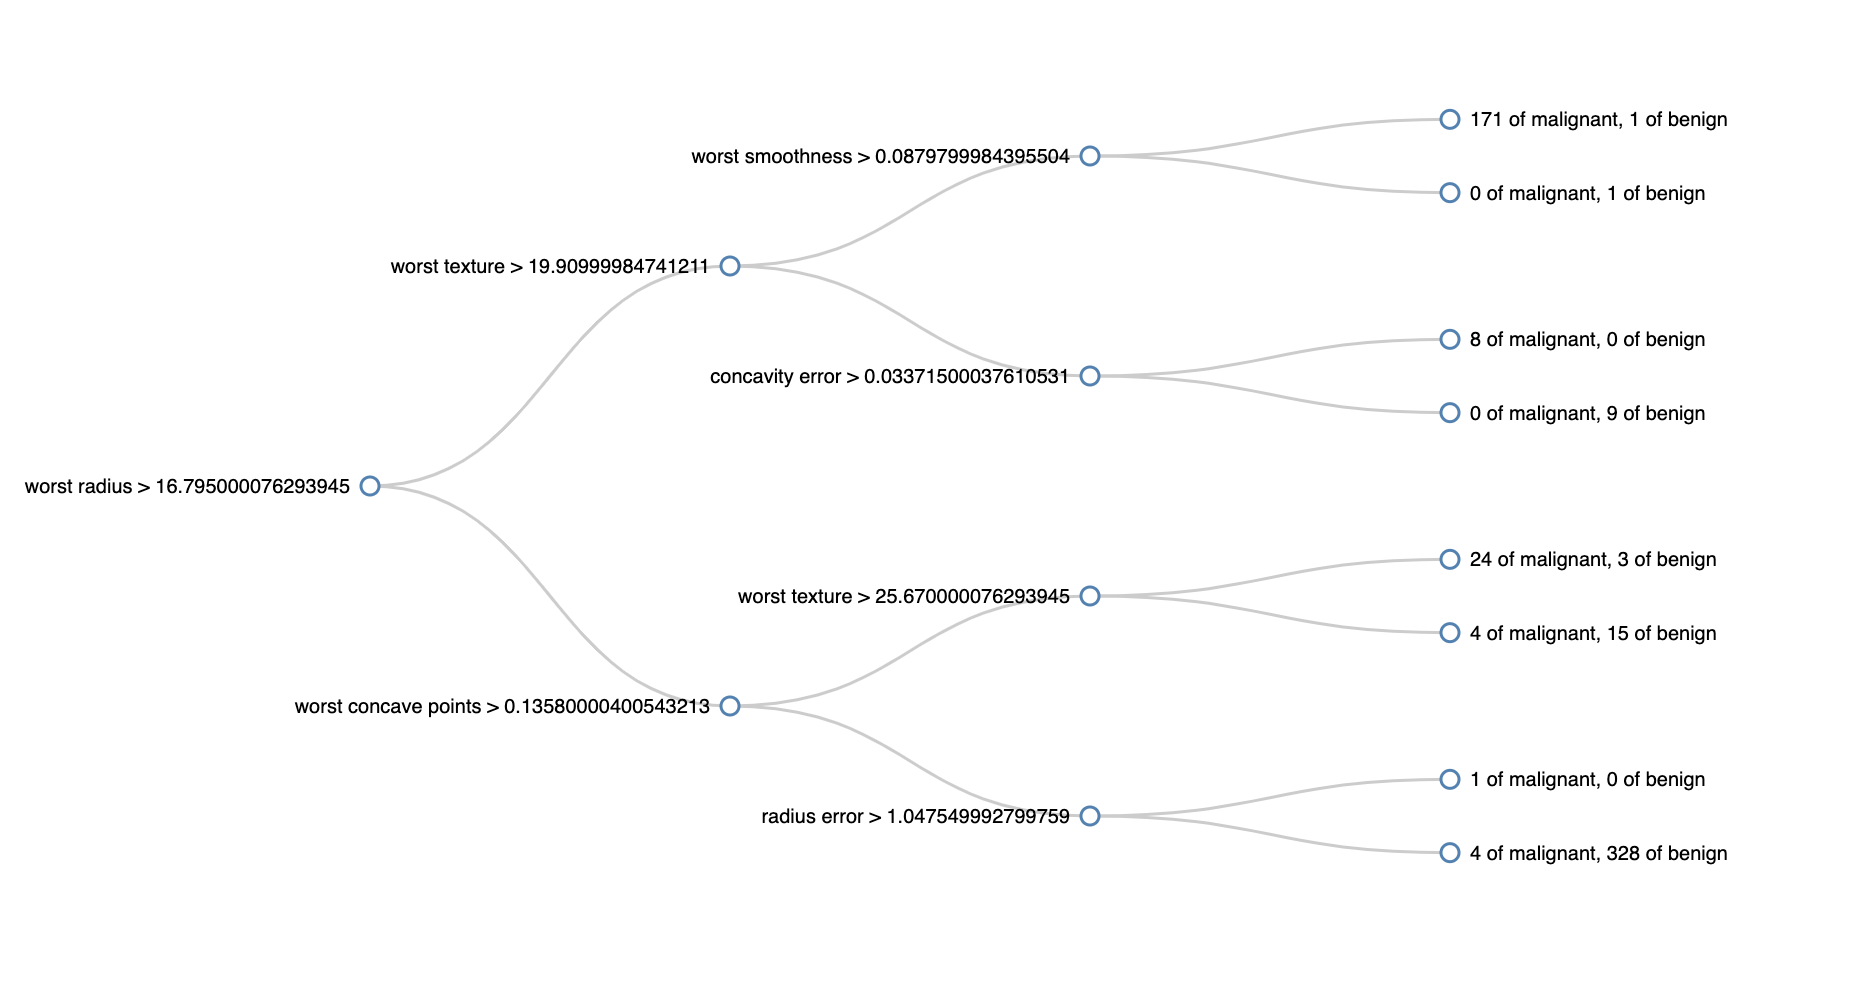 171 of malignant, 1 of benign
worst smoothness > 0.0879799984395504
0 of malignant, 1 of benign
worst texture > 19.90999984741211
8 of malignant, 0 of benign
concavity error > 0.03371500037610531
0 of malignant, 9 of benign
worst radius > 16.795000076293945
24 of malignant, 3 of benign
worst texture > 25.670000076293945
4 of malignant, 15 of benign
worst concave points > 0.13580000400543213
1 of malignant, 0 of benign
radius error > 1.047549992799759
4 of malignant, 328 of benign